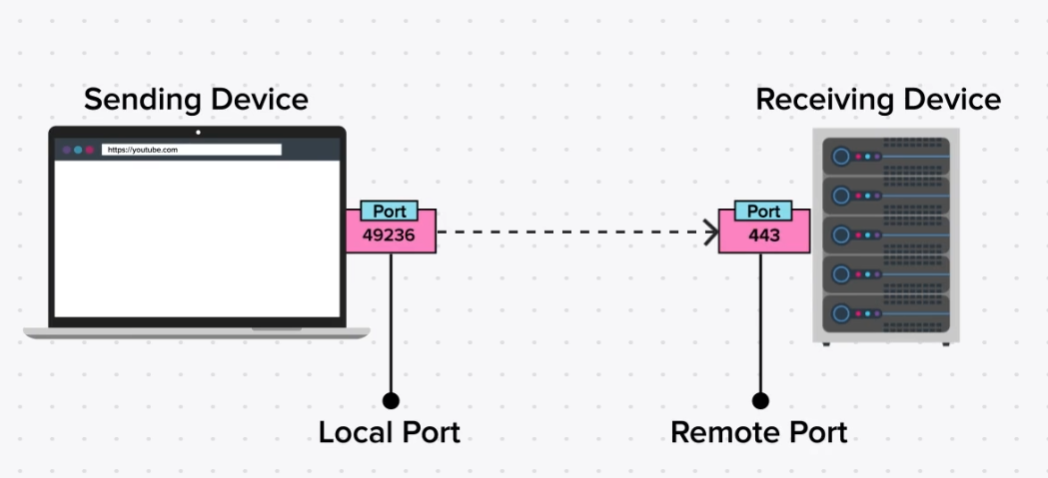 Sending Device
Receiving Device
https://youtube.com
Port
49236
Port
443
Local Port
Remote Port